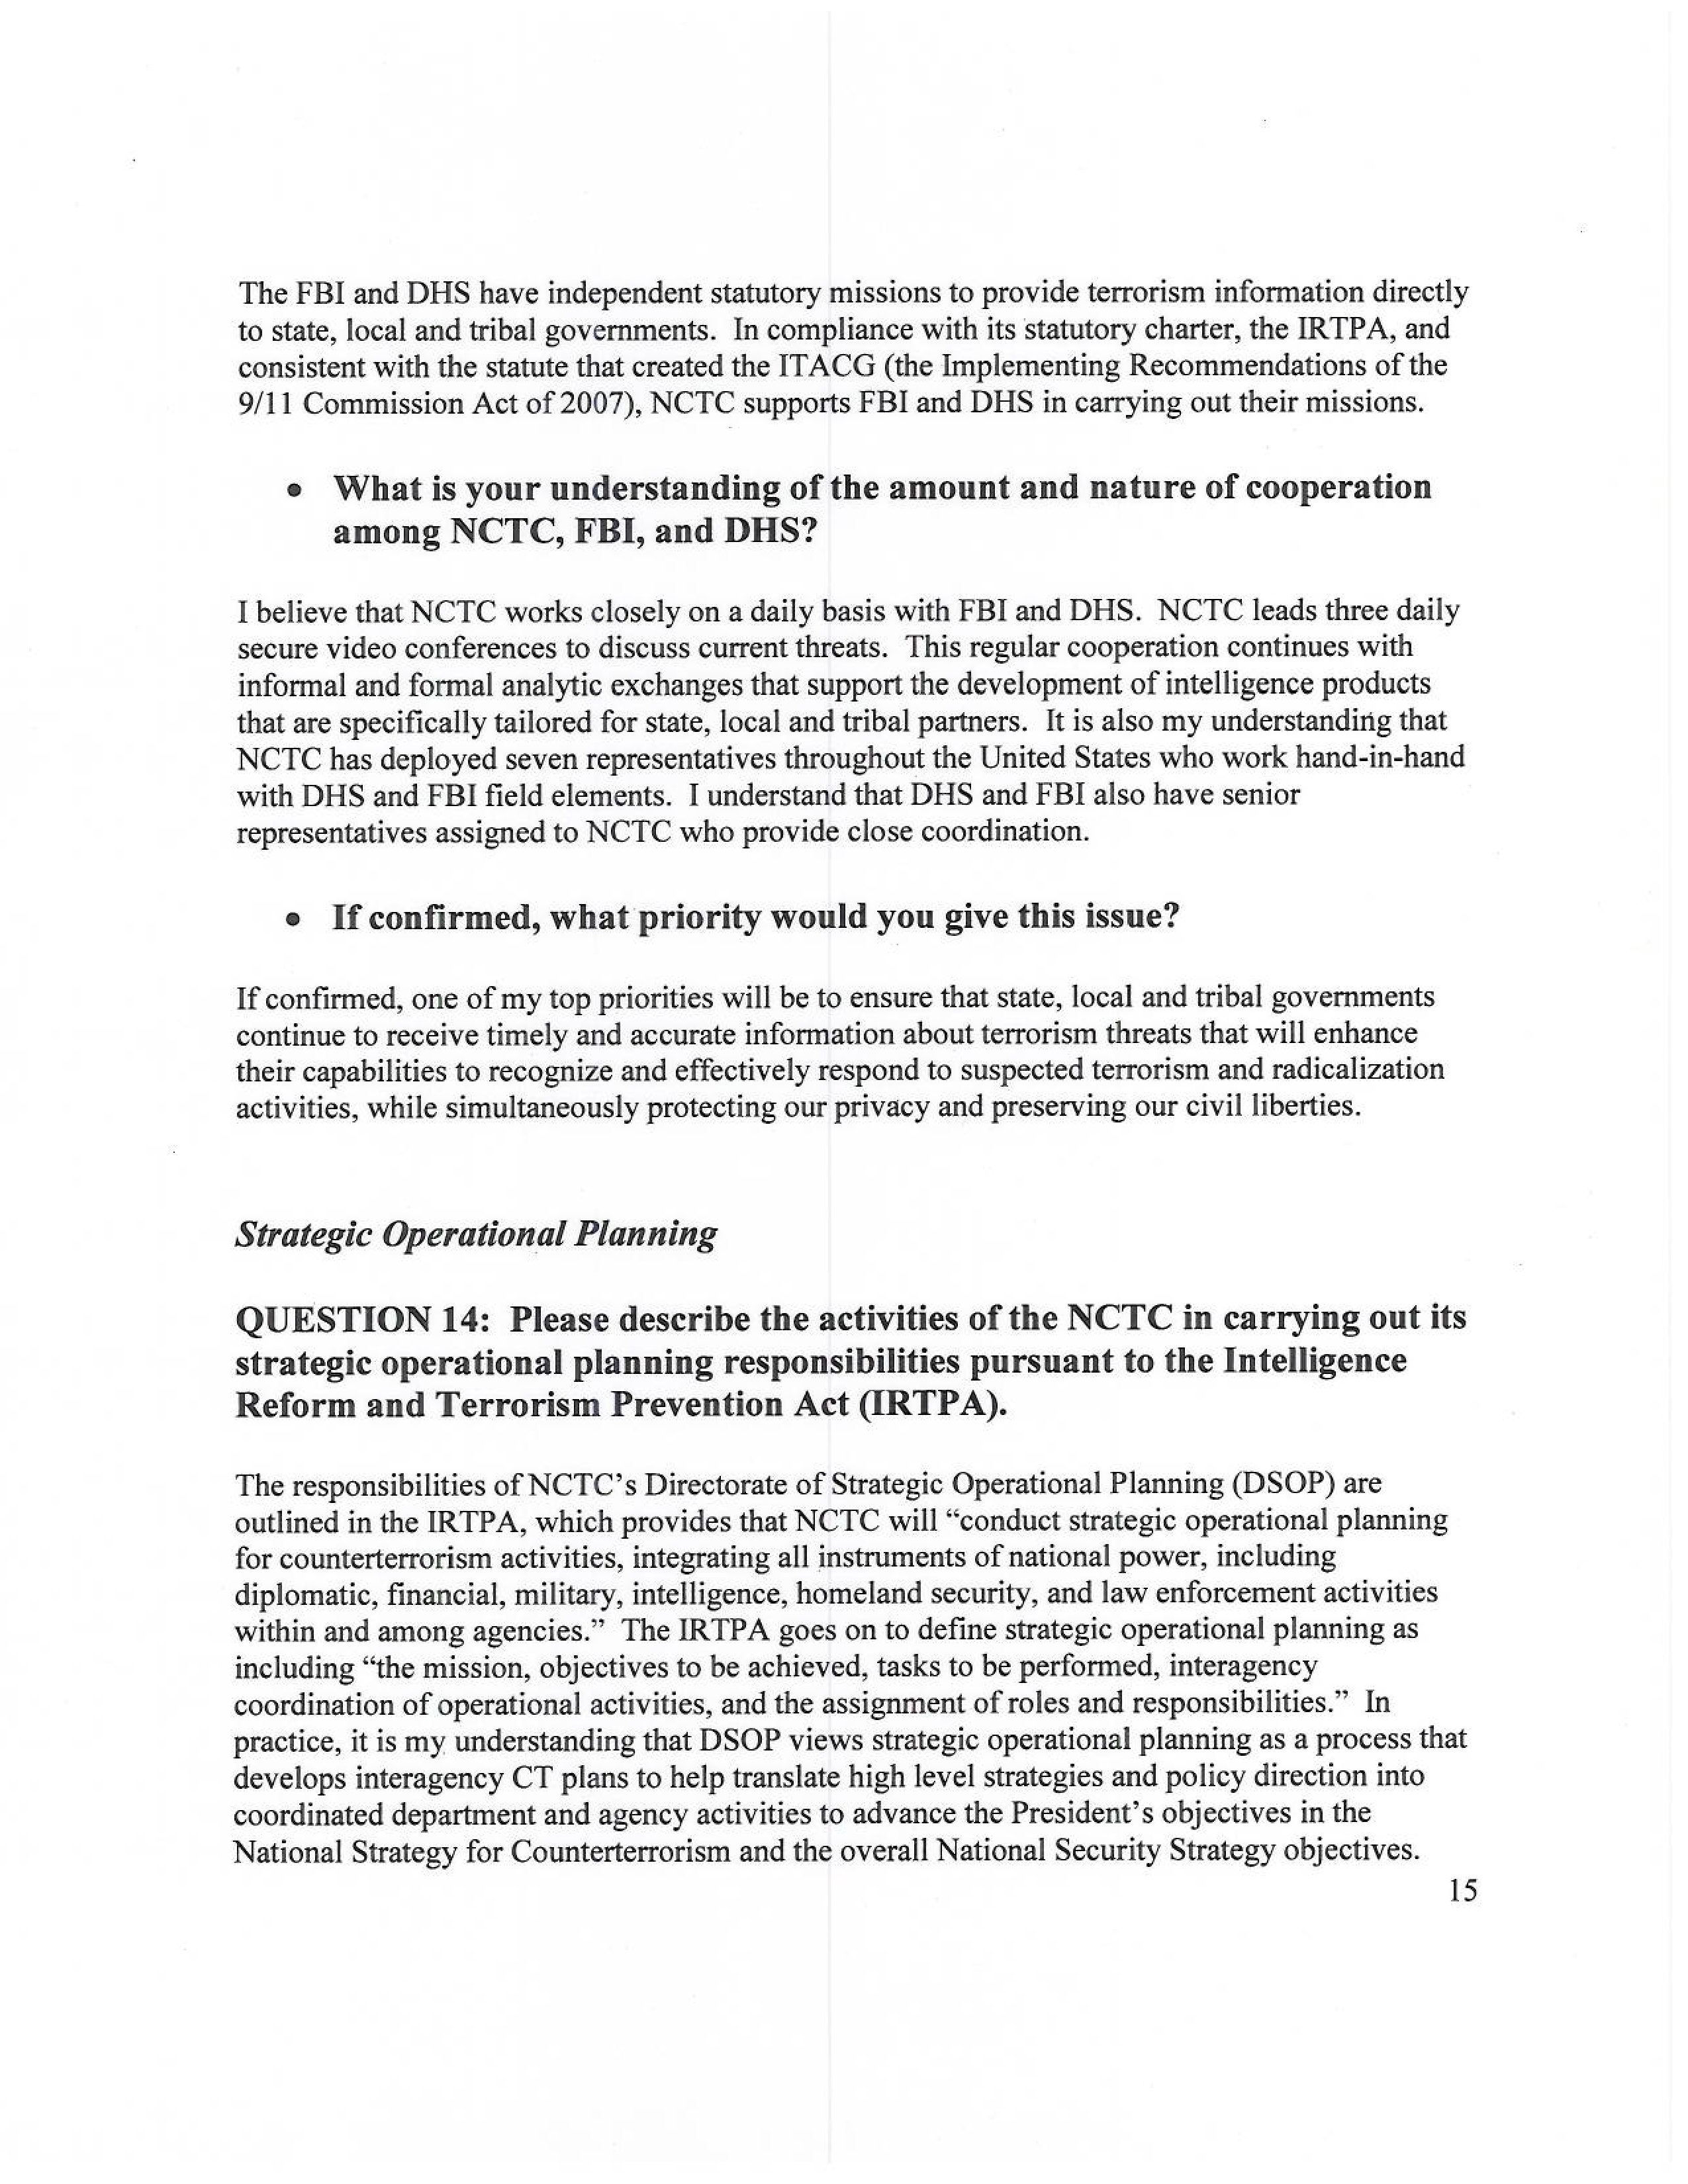 The FBI and DHS have independent statutory missions to provide terrorism information directly
to state, local and tribal governments. In compliance with its statutory charter, the IRTPA, and
consistent with the statute that created the ITACG (the Implementing Recommendations of the
9/11 Commission Act of 2007), NCTC supports FBI and DHS in carrying out their missions.
• What is your understanding of the amount and nature of cooperation
among NCTC, FBI, and DHS?
I believe that NCTC works closely on a daily basis with FBI and DHS. NCTC leads three daily
secure video conferences to discuss current threats. This regular cooperation continues with
informal and formal analytic exchanges that support the development of intelligence products
that are specifically tailored for state, local and tribal partners. It is also my understanding that
NCTC has deployed seven representatives throughout the United States who work hand-in-hand
with DHS and FBI field elements. I understand that DHS and FBI also have senior
representatives assigned to NCTC who provide close coordination.
• If confirmed, what priority would you give this issue?
If confirmed, one of my top priorities will be to ensure that state, local and tribal governments
continue to receive timely and accurate information about terrorism threats that will enhance
their capabilities to recognize and effectively respond to suspected terrorism and radicalization
activities, while simultaneously protecting our privacy and preserving our civil liberties.
Strategic Operational Planning
QUESTION 14: Please describe the activities of the NCTC in carrying out its
strategic operational planning responsibilities pursuant to the Intelligence
Reform and Terrorism Prevention Act (IRTPA).
The responsibilities of NCTC’s Directorate of Strategic Operational Planning (DSOP) are
outlined in the IRTPA, which provides that NCTC will “conduct strategic operational planning
for counterterrorism activities, integrating all instruments of national power, including
diplomatic, financial, military, intelligence, homeland security, and law enforcement activities
within and among agencies.” The IRTPA goes on to define strategic operational planning as
including “the mission, objectives to be achieved, tasks to be performed, interagency
coordination of operational activities, and the assignment of roles and responsibilities.” In
practice, it is my understanding that DSOP views strategic operational planning as a process that
develops interagency CT plans to help translate high level strategies and policy direction into
coordinated department and agency activities to advance the President’s objectives in the
National Strategy for Counterterrorism and the overall National Security Strategy objectives.
15